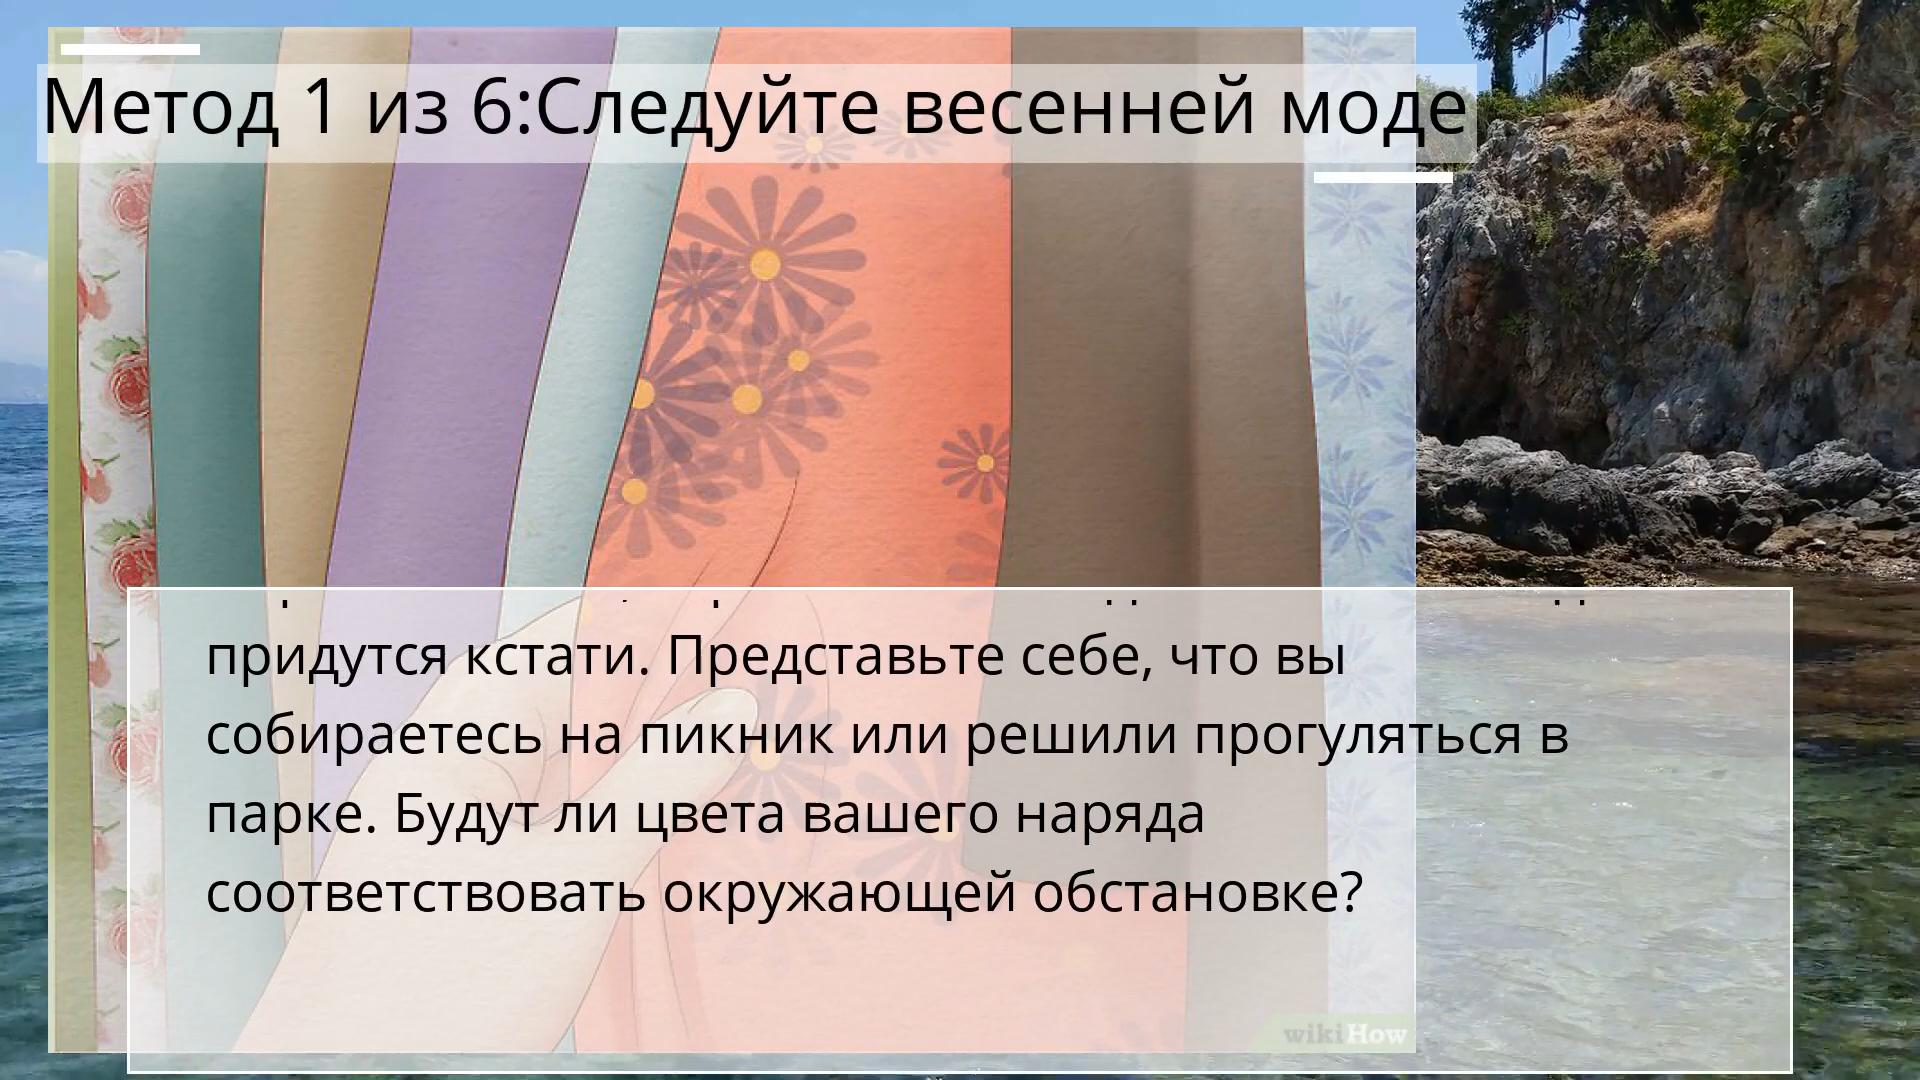 Метод 1 из 6:Следуйте весенней моде
придутся кстати. Представьте себе, что вы
собираетесь на пикник или решили прогуляться в
парке. Будут ли цвета вашего наряда
соответствовать окружающей обстановке?
wikiHow